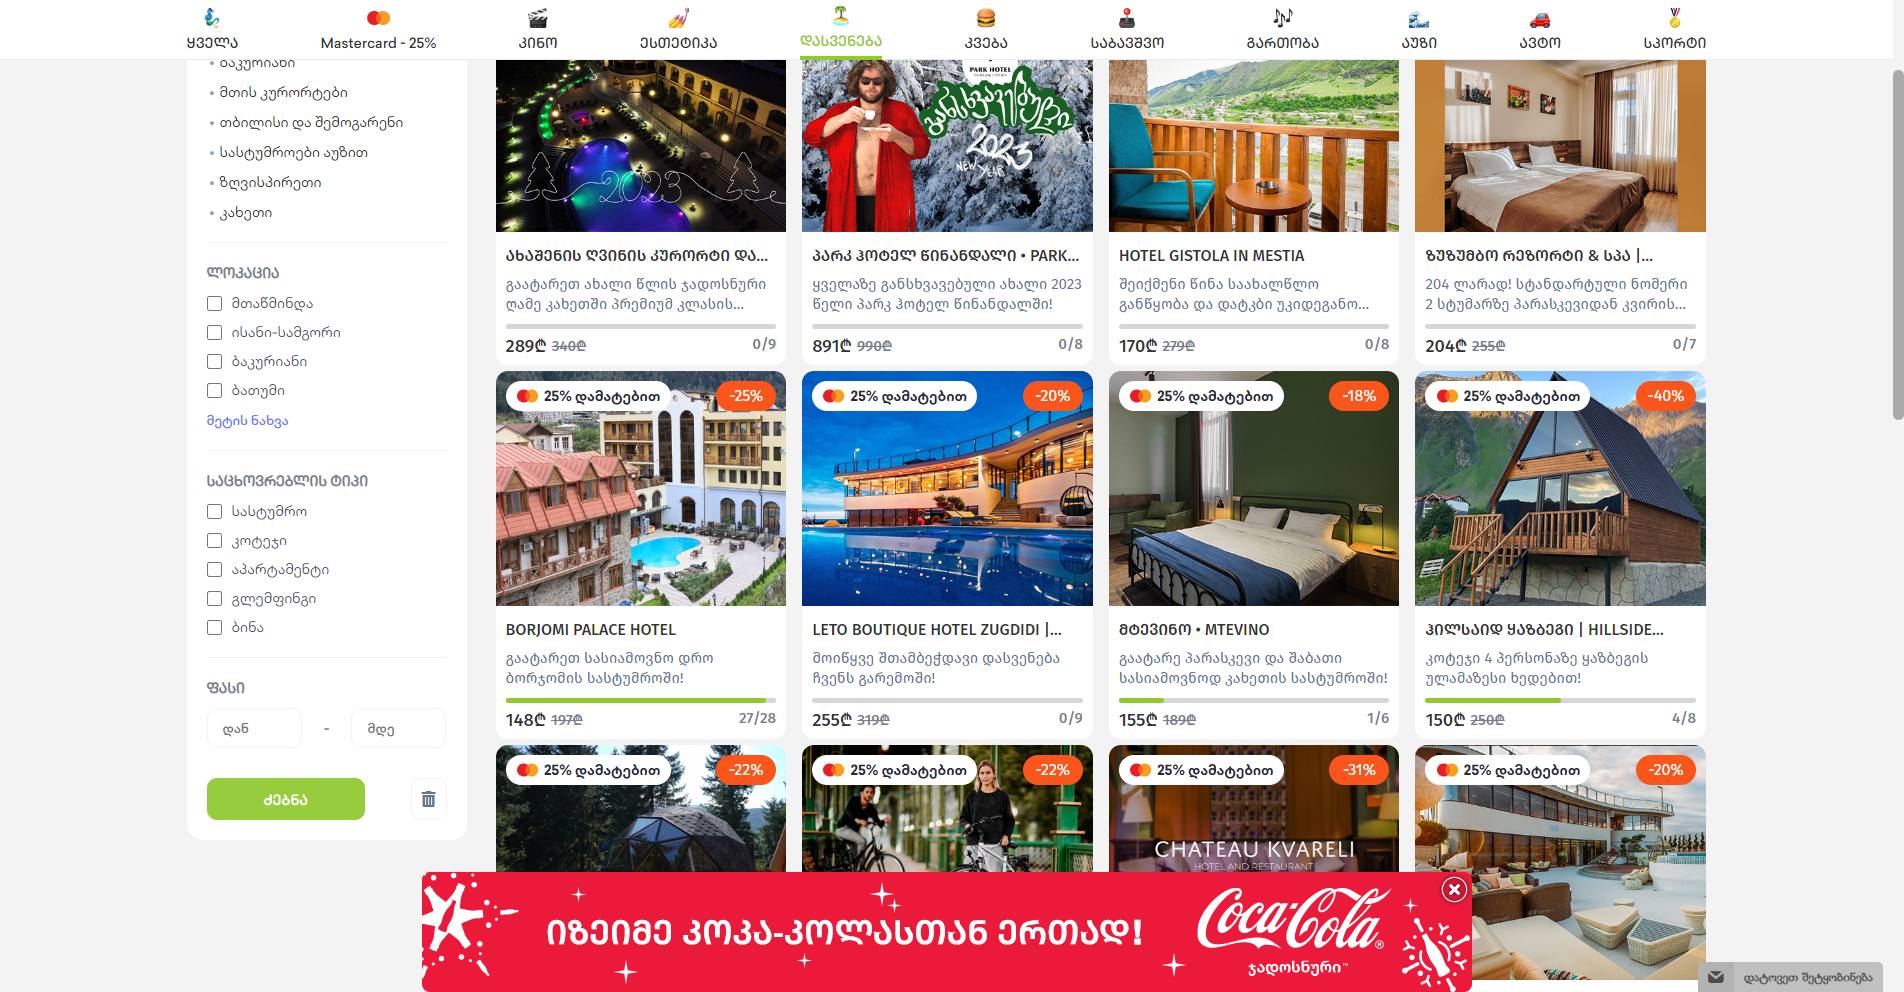 ყველა
Mastercard - 25%
კინო
ესთეტიკა
დასვენება
კვება
საბავშვო
გართობა
აუზი
ავტო
სპორტი
ბაკურიანი
მთის კურორტები
თბილისი და შემოგარენი
სასტუმროები აუზით
ზღვისპირეთი
კახეთი
ლოკაცია
მთაწმინდა
ისანი-სამგორი
ბაკურიანი
ბათუმი
მეტის ნახვა
საცხოვრებლის ტიპი
სასტუმრო
კოტეჯი
აპარტამენტი
გლემფინგი
ბინა
ფასი
დან
-
მდე
ძებნა
2023
ახაშენის ღვინის კურორტი და...
გაატარეთ ახალი წლის ჯადოსნური
ღამე კახეთში პრემიუმ კლასის...
289₾ 340₾
0/9
PARK HOTEL
განსხვავებული
2023
NEW YEAR
პარკ ჰოტელ წინანდალი • PARK...
ყველაზე განსხვავებული ახალი 2023
წელი პარკ ჰოტელ წინანდალში!
891₾ 990₾
0/8
HOTEL GISTOLA IN MESTIA
შეიქმენი წინა საახალწლო
განწყობა და დატკბი უკიდეგანო...
170₾ 279₾
0/8
ზუზუმბო რეზორტი & სპა |...
204 ლარად! სტანდარტული ნომერი
2 სტუმარზე პარასკევიდან კვირის...
204₾ 255₾
0/7
25% დამატებით
-25%
BORJOMI PALACE HOTEL
გაატარეთ სასიამოვნო დრო
ბორჯომის სასტუმროში!
148₾ 197₾
27/28
25% დამატებით
-20%
LETO BOUTIQUE HOTEL ZUGDIDI |...
მოიწყვე შთამბეჭდავი დასვენება
ჩვენს გარემოში!
255₾ 319₾
0/9
25% დამატებით
-18%
მტევინო • MTEVINO
გაატარე პარასკევი და შაბათი
სასიამოვნოდ კახეთის სასტუმროში!
155₾ 189₾
1/6
25% დამატებით
-40%
ჰილსაიდ ყაზბეგი | HILLSIDE...
კოტეჯი 4 პერსონაზე ყაზბეგის
ულამაზესი ხედებით!
150₾ 250₾
4/8
25% დამატებით
-22%
25% დამატებით
-22%
25% დამატებით
-31%
CHATEAU KVARELI
HOTEL AND RESTAURANT
25% დამატებით
-20%
იზეიმე კოკა-კოლასთან ერთად!
Coca-Cola®
ჯადოსნური™
დატოვეთ შეტყობინება